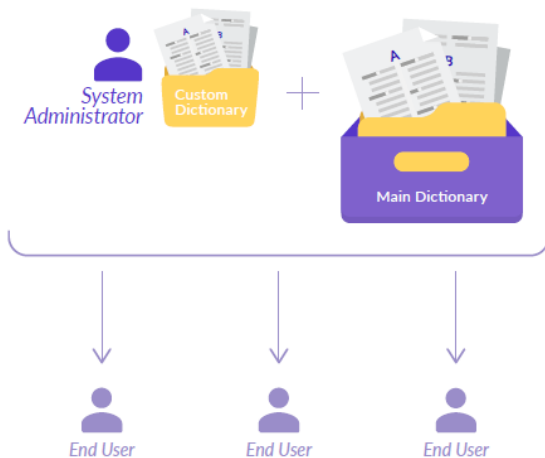 A
B
System
Administrator
Custom
Dictionary
A
B
Main Dictionary
End User
End User
End User